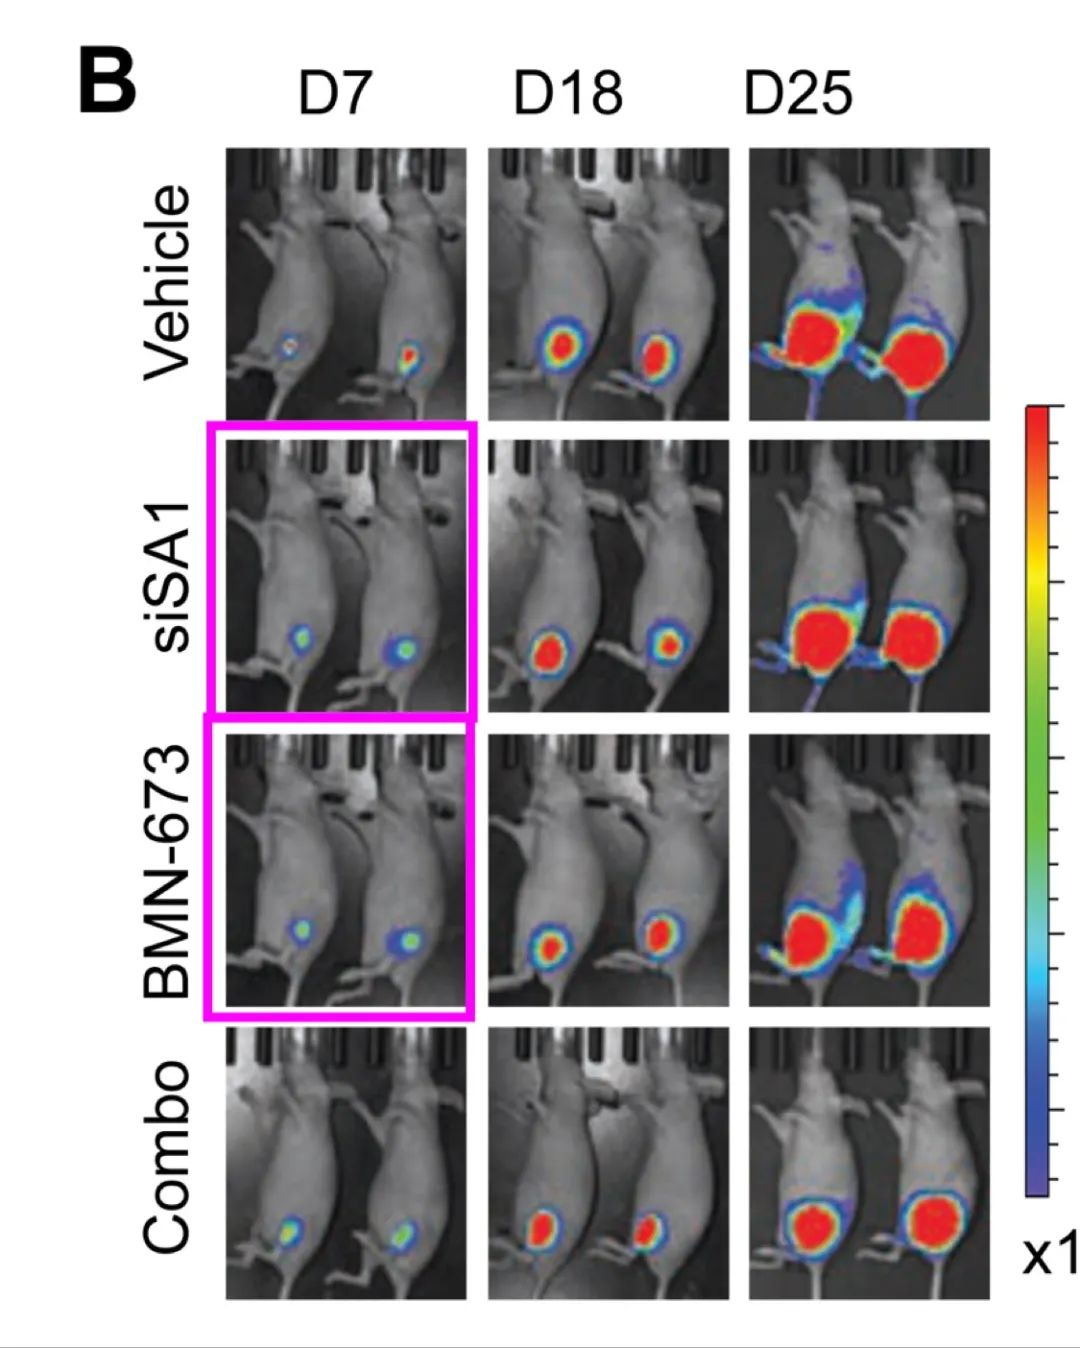 B
D7 D18 D25
Vehicle
siSA1
BMN-673
Combo
x1